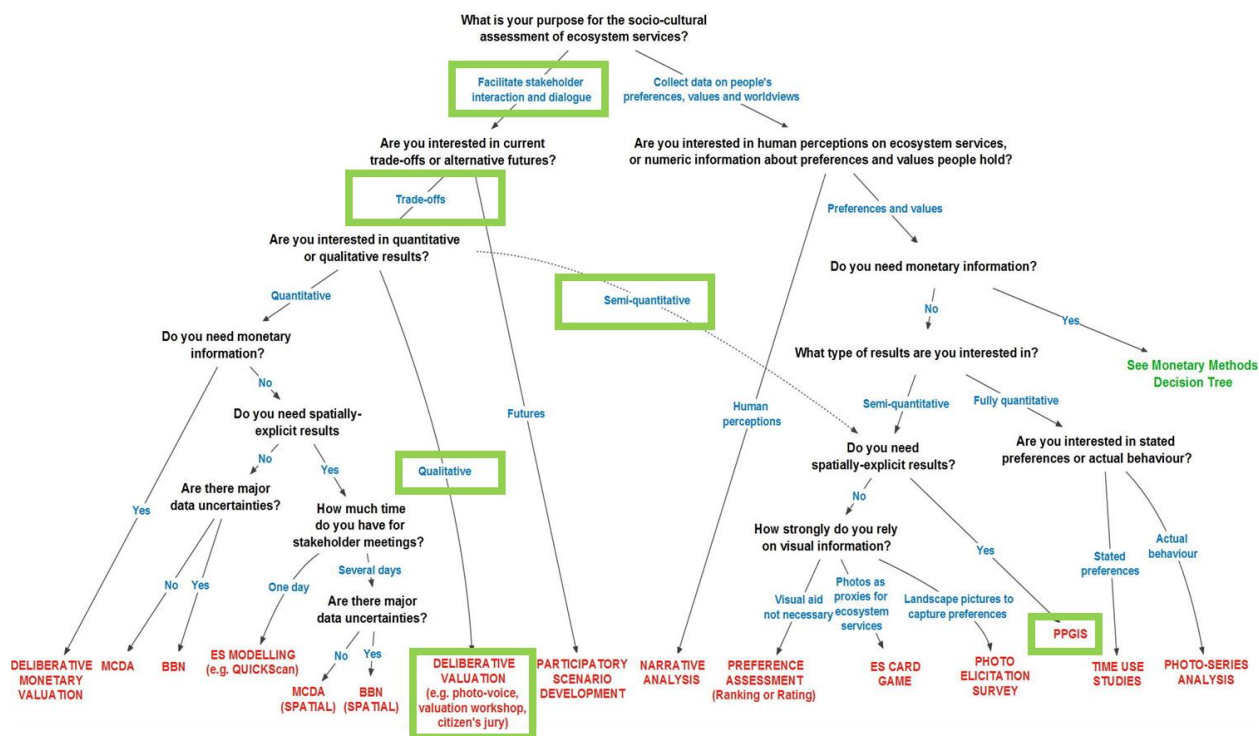 What is your purpose for the socio-cultural
assessment of ecosystem services?
Facilitate stakeholder
interaction and dialogue
Collect data on people's
preferences, values and worldviews
Are you interested in current
trade-offs or alternative futures?
Are you interested in human perceptions on ecosystem services,
or numeric information about preferences and values people hold?
Trade-offs
Preferences and values
Are you interested in quantitative
or qualitative results?
Do you need monetary information?
Quantitative
Semi-quantitative
No
Yes
Do you need monetary
information?
What type of results are you interested in?
See Monetary Methods
Decision Tree
No
Semi-quantitative
Fully quantitative
Do you need spatially-
explicit results
Futures
Human
perceptions
Do you need
spatially-explicit results?
Are you interested in stated
preferences or actual behaviour?
No
Yes
Qualitative
Are there major
data uncertainties?
No
Yes
How much time
do you have for
stakeholder meetings?
How strongly do you rely
on visual information?
Yes
Actual
behaviour
Stated
preferences
No
Yes
One day
Several days
Visual aid
not necessary
Photos as
proxies for
ecosystem
services
Landscape pictures to
capture preferences
Are there major
data uncertainties?
PPGIS
No
Yes
DELIBERATIVE
MONETARY
VALUATION
MCDA
BBN
ES MODELLING
(e.g. QUICKScan)
MCDA
(SPATIAL)
BBN
(SPATIAL)
DELIBERATIVE
VALUATION
(e.g. photo-voice,
valuation workshop,
citizen's jury)
PARTICIPATORY
SCENARIO
DEVELOPMENT
NARRATIVE
ANALYSIS
PREFERENCE
ASSESSMENT
(Ranking or Rating)
ES CARD
GAME
PHOTO
ELICITATION
SURVEY
TIME USE
STUDIES
PHOTO-SERIES
ANALYSIS